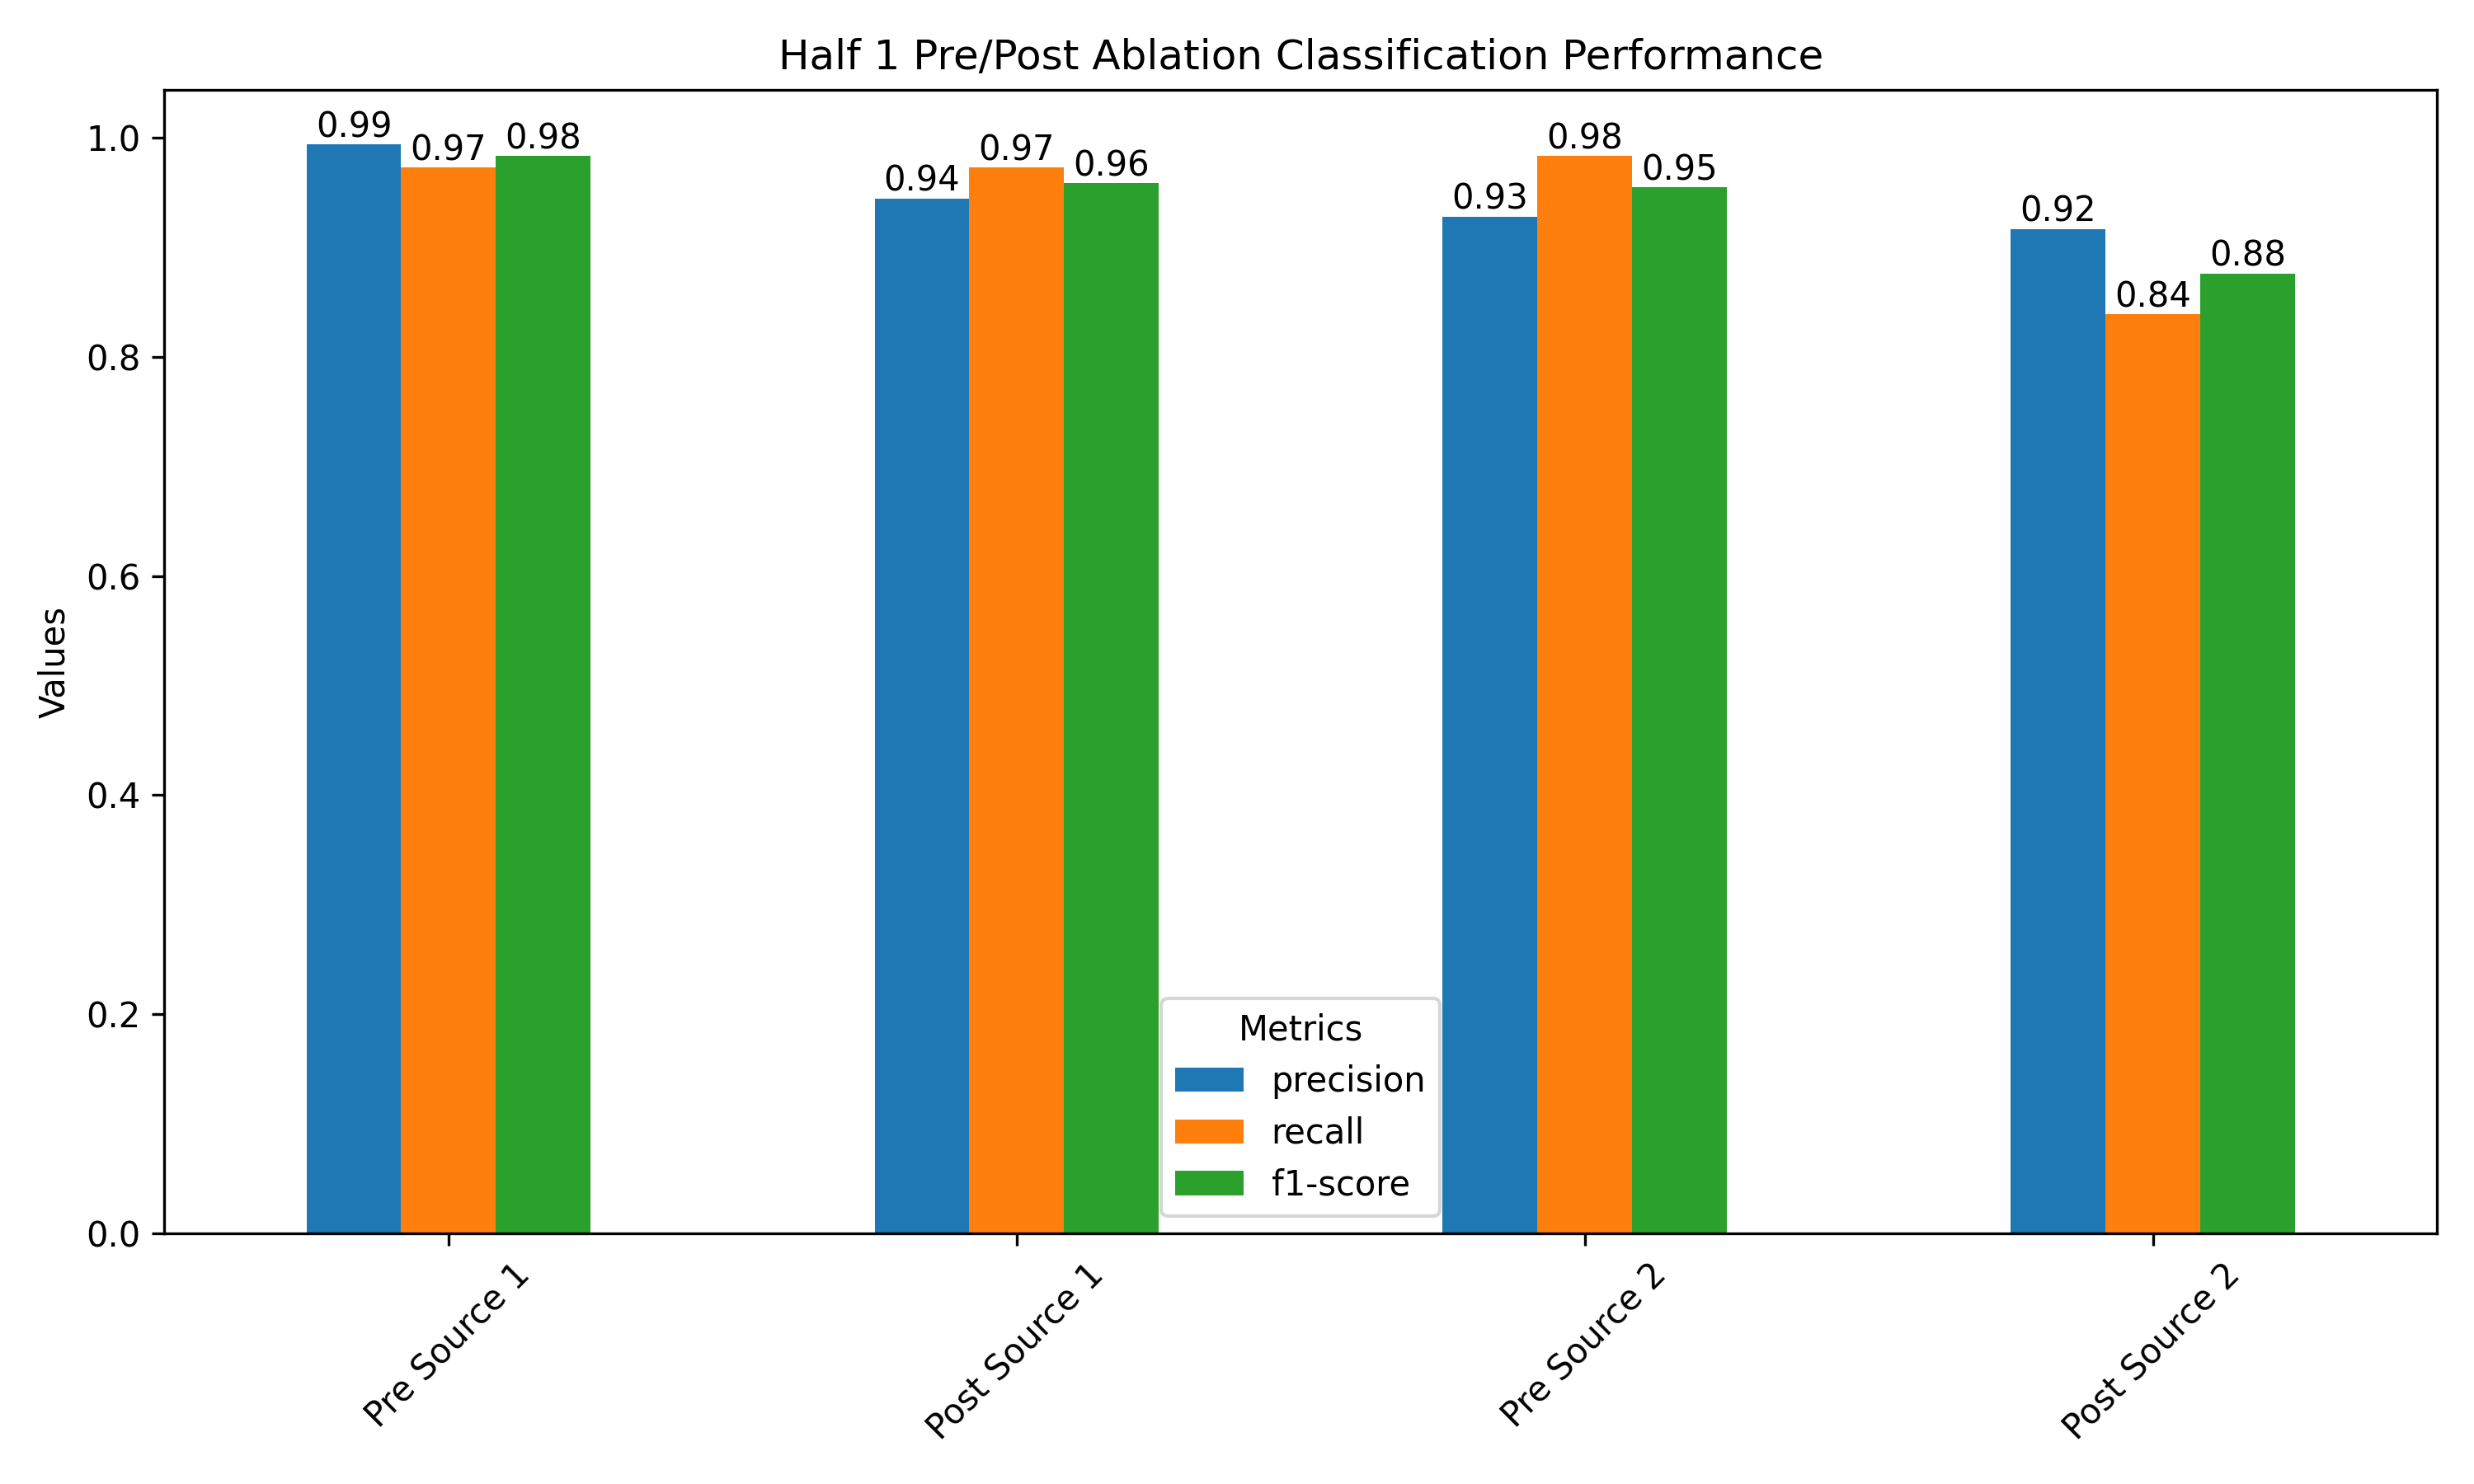 Half 1 Pre/Post Ablation Classification Performance
Values
1.0
0.8
0.6
0.4
0.2
0.0
0.99
0.97
0.98
0.94
0.97
0.96
0.93
0.98
0.95
0.92
0.84
0.88
Metrics
precision
recall
f1-score
Pre Source 1
Post Source 1
Pre Source 2
Post Source 2